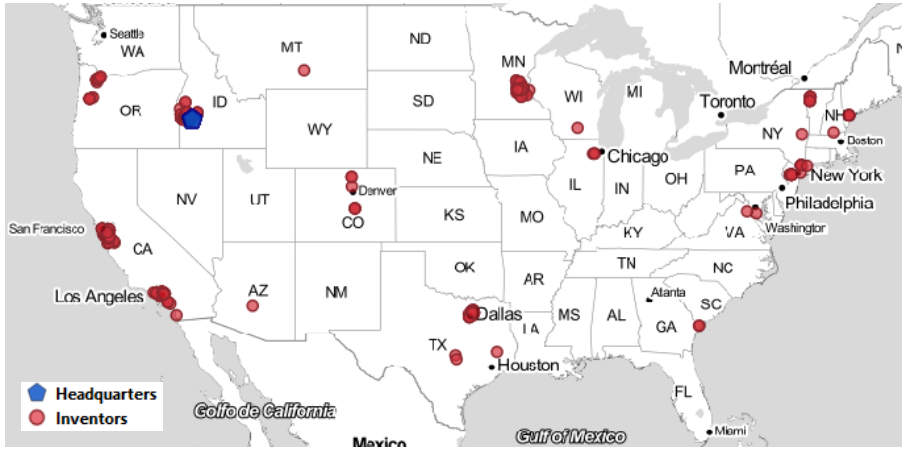 Seattle
WA
MT
ND
MN
Montréal
OR
ID
SD
WI
MI
Toronto
NH
WY
NY
Boston
IA
Chicago
NE
PA
New York
NV
UT
Denver
IL
IN
OH
Philadelphia
CO
San Francisco
KS
MO
VA
Washington
CA
KY
TN
NC
OK
AR
Los Angeles
AZ
NM
Atlanta
SC
Dallas
LA
MS
AL
GA
TX
Houston
FL
Headquarters
Inventors
Golfo de California
Miami
Mexico
Gulf of Mexico